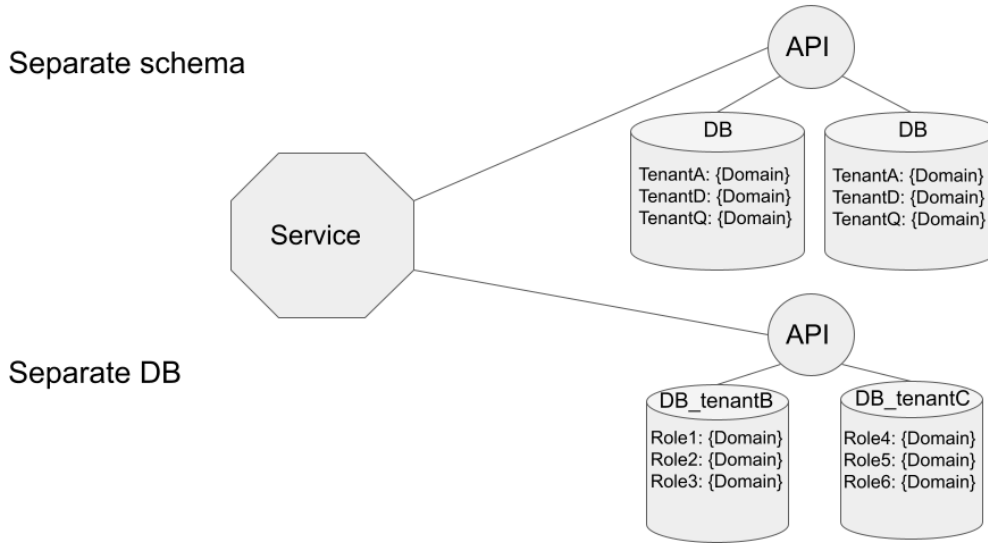 Separate schema
API
DB
TenantA: {Domain}
TenantD: {Domain}
TenantQ: {Domain}
DB
TenantA: {Domain}
TenantD: {Domain}
TenantQ: {Domain}
Service
Separate DB
API
DB_tenantB
Role1: {Domain}
Role2: {Domain}
Role3: {Domain}
DB_tenantC
Role4: {Domain}
Role5: {Domain}
Role6: {Domain}